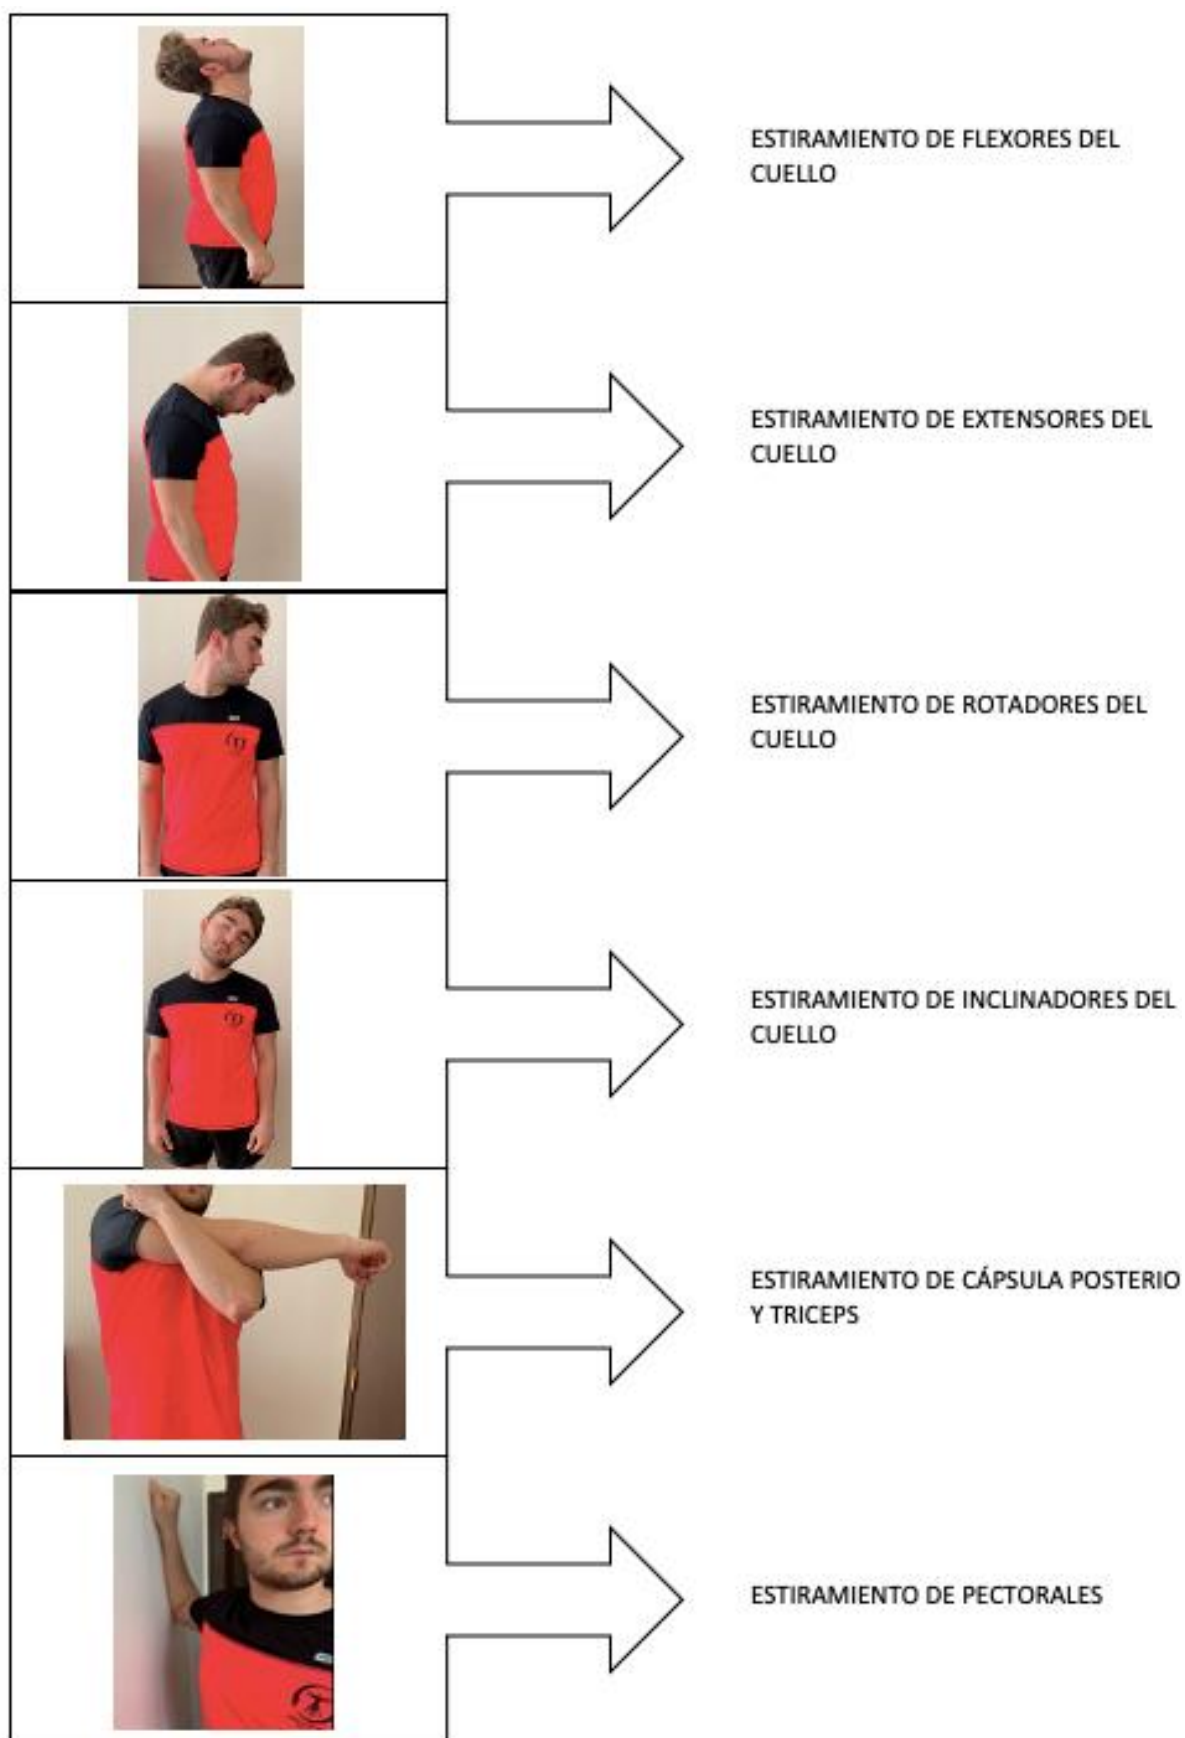 ESTIRAMIENTO DE FLEXORES DEL
CUELLO
ESTIRAMIENTO DE EXTENSORES DEL
CUELLO
ESTIRAMIENTO DE ROTADORES DEL
CUELLO
ESTIRAMIENTO DE INCLINADORES DEL
CUELLO
ESTIRAMIENTO DE CÁPSULA POSTERIO
Y TRICEPS
ESTIRAMIENTO DE PECTORALES